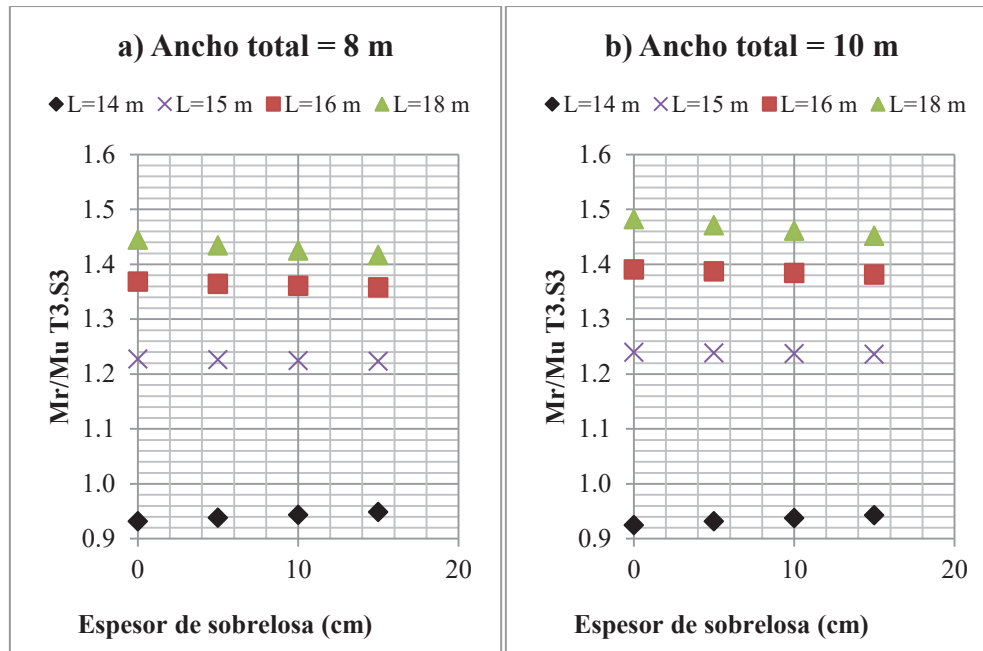 a) Ancho total = 8 m
L=14 m L=15 m L=16 m L=18 m
1.6
1.5
1.4
1.3
1.2
1.1
1.0
0.9
Mr/Mu T3.S3
0 10 20
Espesor de sobrelosa (cm)
b) Ancho total = 10 m
L=14 m L=15 m L=16 m L=18 m
1.6
1.5
1.4
1.3
1.2
1.1
1.0
0.9
Mr/Mu T3.S3
0 10 20
Espesor de sobrelosa (cm)